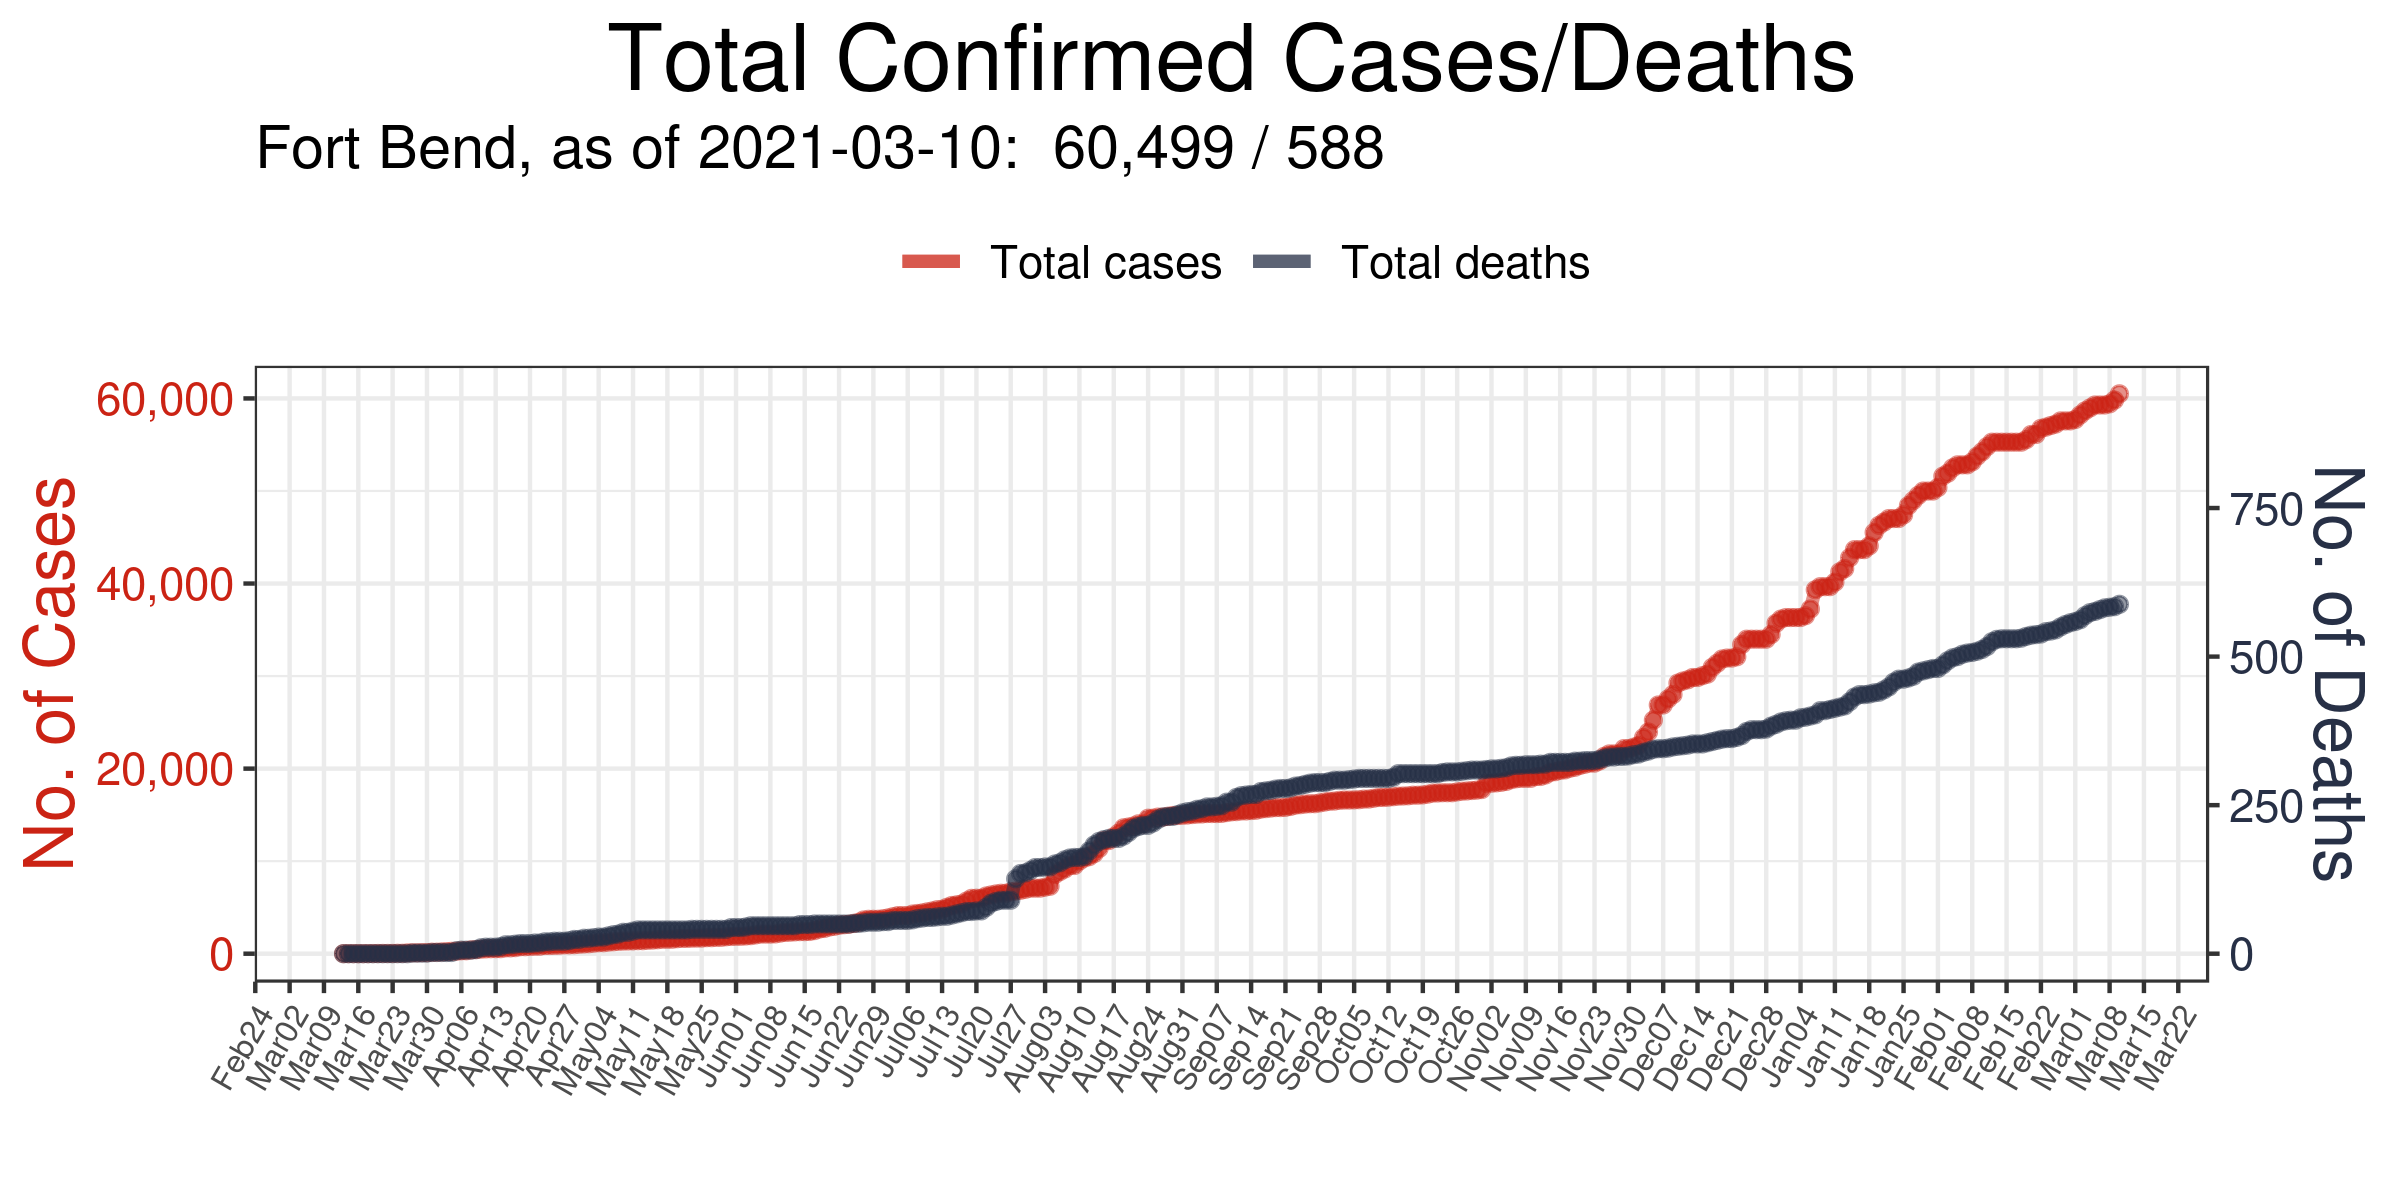 Total Confirmed Cases/Deaths
Fort Bend, as of 2021-03-10:  60,499 / 588
Total cases
Total deaths
No. of Cases
60,000
40,000
20,000
0
No. of Deaths
750
500
250
0
Feb24
Mar02
Mar09
Mar16
Mar23
Mar30
Apr06
Apr13
Apr20
Apr27
May04
May11
May18
May25
Jun01
Jun08
Jun15
Jun22
Jun29
Jul06
Jul13
Jul20
Jul27
Aug03
Aug10
Aug17
Aug24
Aug31
Sep07
Sep14
Sep21
Sep28
Oct05
Oct12
Oct19
Oct26
Nov02
Nov09
Nov16
Nov23
Nov30
Dec07
Dec14
Dec21
Dec28
Jan04
Jan11
Jan18
Jan25
Feb01
Feb08
Feb15
Feb22
Mar01
Mar08
Mar15
Mar22